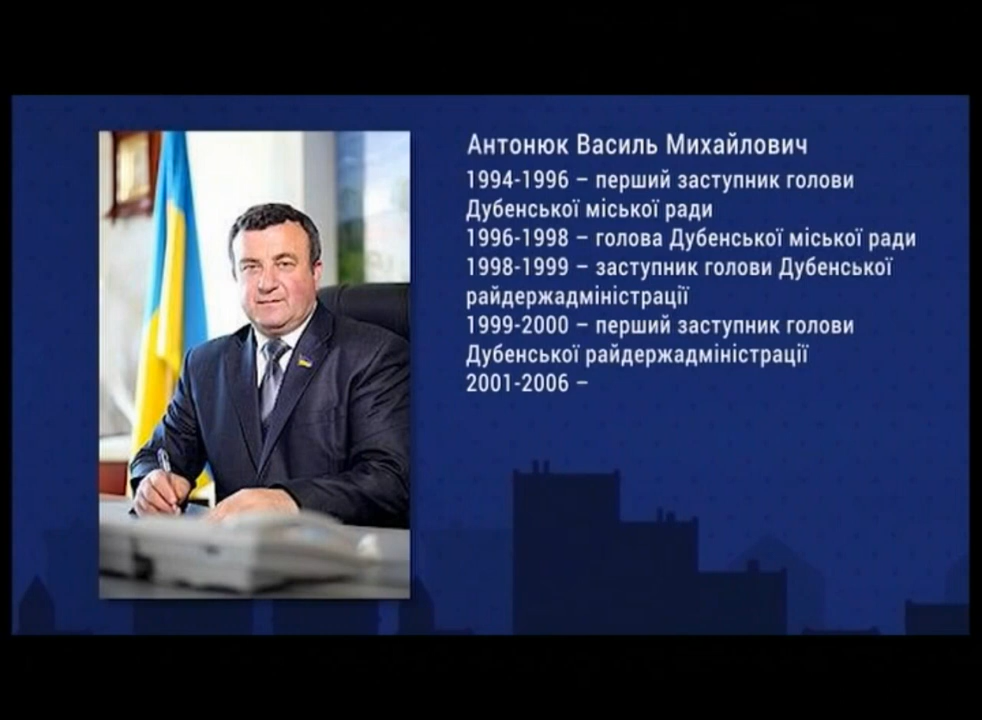 Антонюк Василь Михайлович
1994-1996 – перший заступник голови
Дубенської міської ради
1996-1998 – голова Дубенської міської ради
1998-1999 – заступник голови Дубенської
райдержадміністрації
1999-2000 – перший заступник голови
Дубенської райдержадміністрації
2001-2006 –